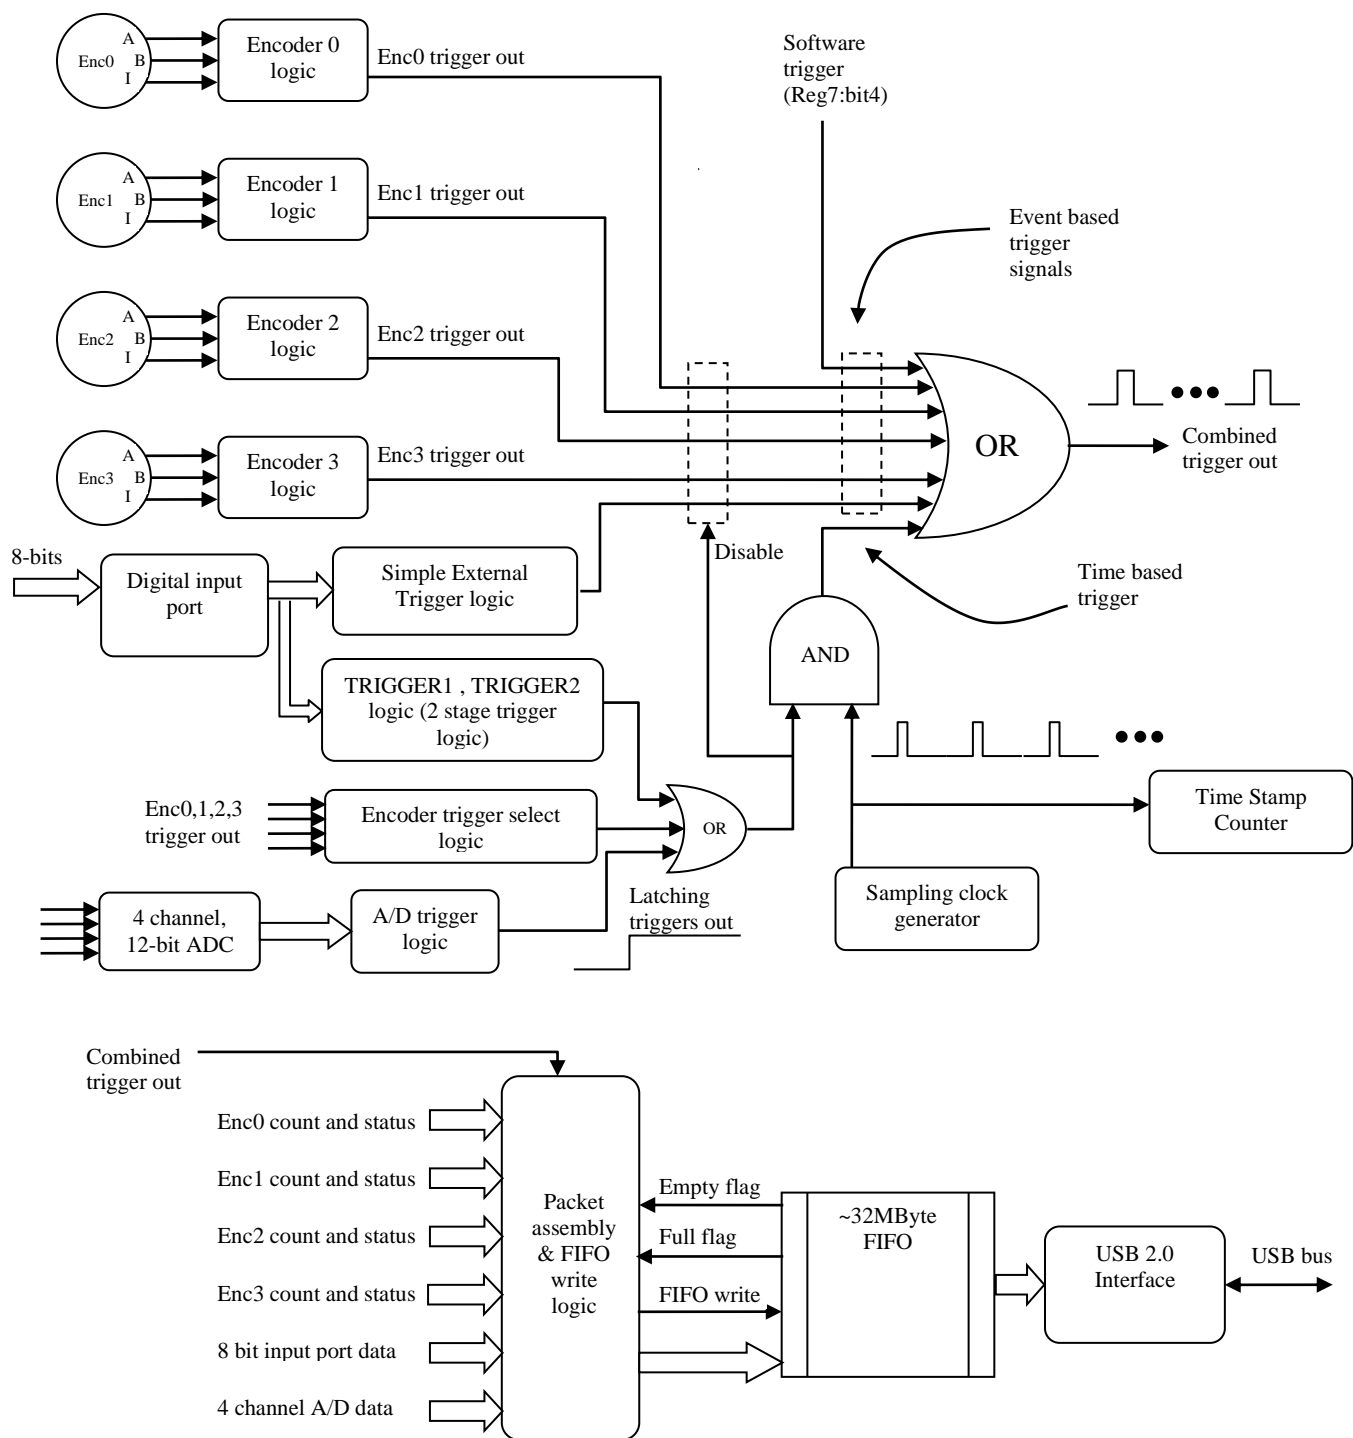 A
B
I
Enc0
Encoder 0
logic
Enc0 trigger out
Software
trigger
(Reg7:bit4)
A
B
I
Enc1
Encoder 1
logic
Enc1 trigger out
Event based
trigger
signals
A
B
I
Enc2
Encoder 2
logic
Enc2 trigger out
A
B
I
Enc3
Encoder 3
logic
Enc3 trigger out
OR
Combined
trigger out
8-bits
Digital input
port
Simple External
Trigger logic
Disable
Time based
trigger
AND
TRIGGER1 , TRIGGER2
logic (2 stage trigger
logic)
Enc0,1,2,3
trigger out
Encoder trigger select
logic
OR
Time Stamp
Counter
4 channel,
12-bit ADC
A/D trigger
logic
Latching
triggers out
Sampling clock
generator
Combined
trigger out
Enc0 count and status
Enc1 count and status
Enc2 count and status
Enc3 count and status
8 bit input port data
4 channel A/D data
Packet
assembly
& FIFO
write
logic
Empty flag
Full flag
FIFO write
~32MByte
FIFO
USB 2.0
Interface
USB bus